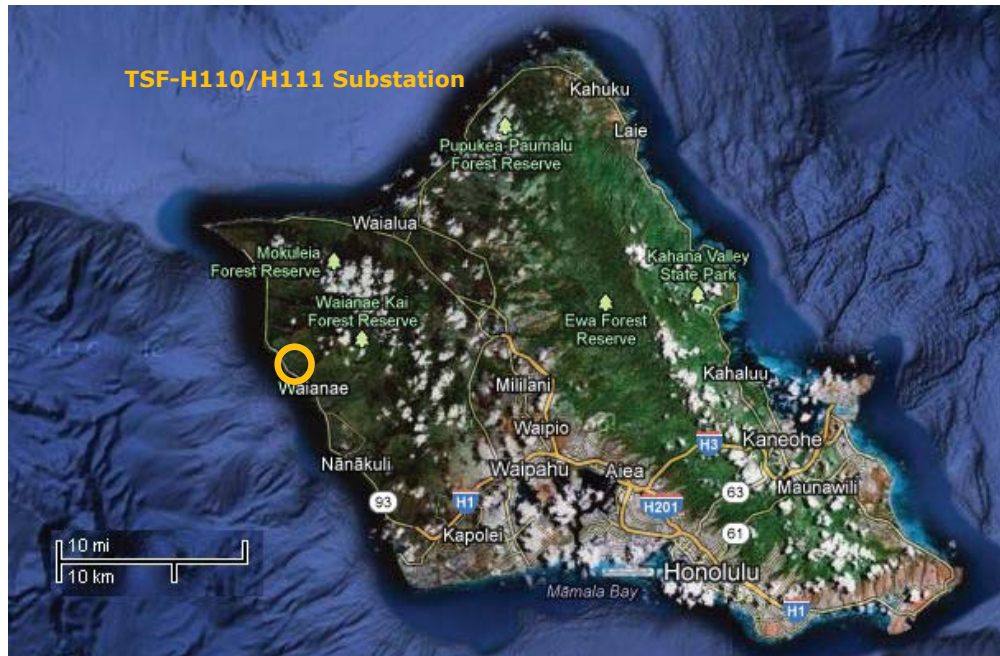 TSF-H110/H111 Substation
Kahuku
Laie
Pupukea-Paumalu
Forest Reserve
Waialua
Mokuleia
Forest Reserve
Kahana Valley
State Park
Waianae Kai
Forest Reserve
Ewa Forest
Reserve
Waianae
Mililani
Kahaluu
Waipio
H3
Kaneohe
Nānākuli
Waipahu
Aiea
Maunawili
93
H1
H201
63
Kapolei
61
10 mi
10 km
Honolulu
Māmala Bay
H1